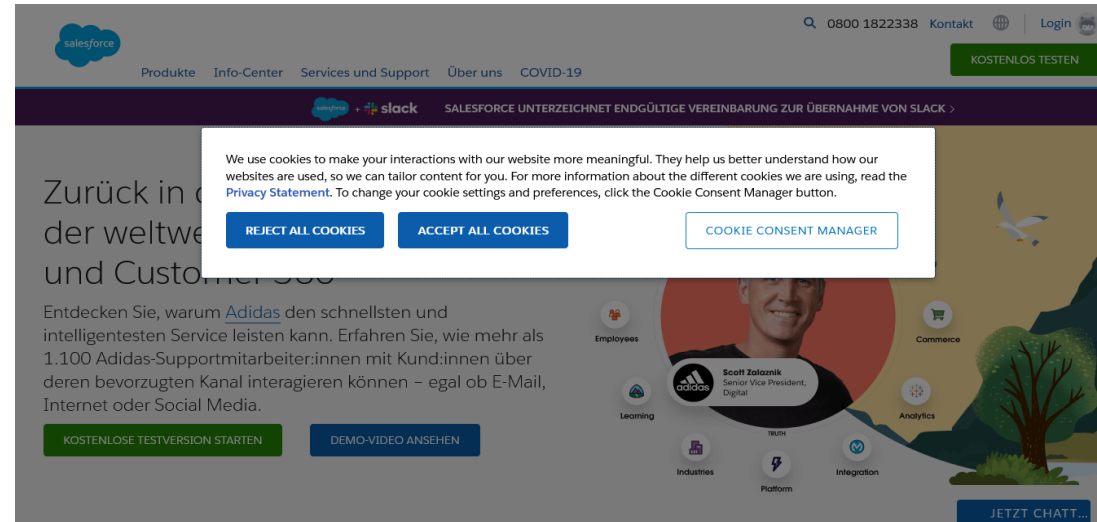 salesforce
0800 1822338 Kontakt Login
KOSTENLOS TESTEN
Produkte Info-Center Services und Support Über uns COVID-19
salesforce + slack SALESFORCE UNTERZEICHNET ENDGÜLTIGE VEREINBARUNG ZUR ÜBERNAHME VON SLACK >
We use cookies to make your interactions with our website more meaningful. They help us better understand how our
websites are used, so we can tailor content for you. For more information about the different cookies we are using, read the
Privacy Statement. To change your cookie settings and preferences, click the Cookie Consent Manager button.
REJECT ALL COOKIES ACCEPT ALL COOKIES COOKIE CONSENT MANAGER
Zurück in
der weltwe
und Customer 360
Entdecken Sie, warum Adidas den schnellsten und
intelligentesten Service leisten kann. Erfahren Sie, wie mehr als
1.100 Adidas-Supportmitarbeiter:innen mit Kund:innen über
deren bevorzugten Kanal interagieren können – egal ob E-Mail,
Internet oder Social Media.
KOSTENLOSE TESTVERSION STARTEN DEMO-VIDEO ANSEHEN
Employees
Commerce
adidas
Scott Zalaznik
Senior Vice President,
Digital
Learning
Analytics
TRUTH
Industries
Platform
Integration
JETZT CHATT...